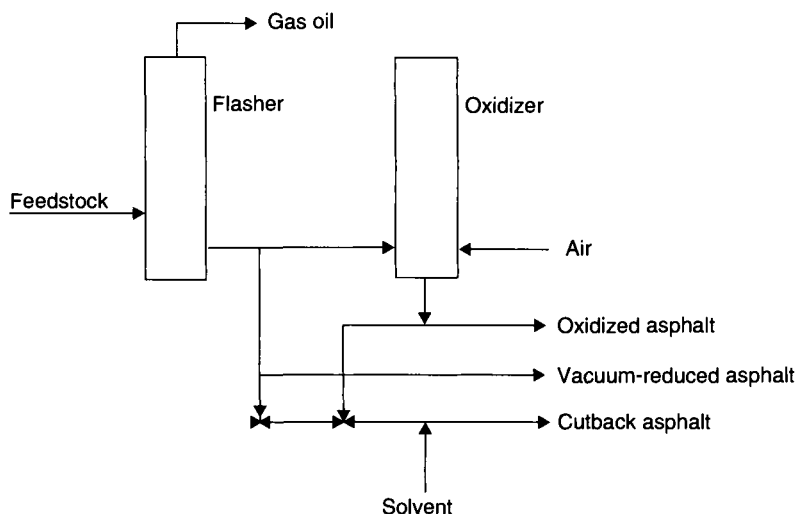 Gas oil
Flasher
Oxidizer
Feedstock
Air
Oxidized asphalt
Vacuum-reduced asphalt
Cutback asphalt
Solvent